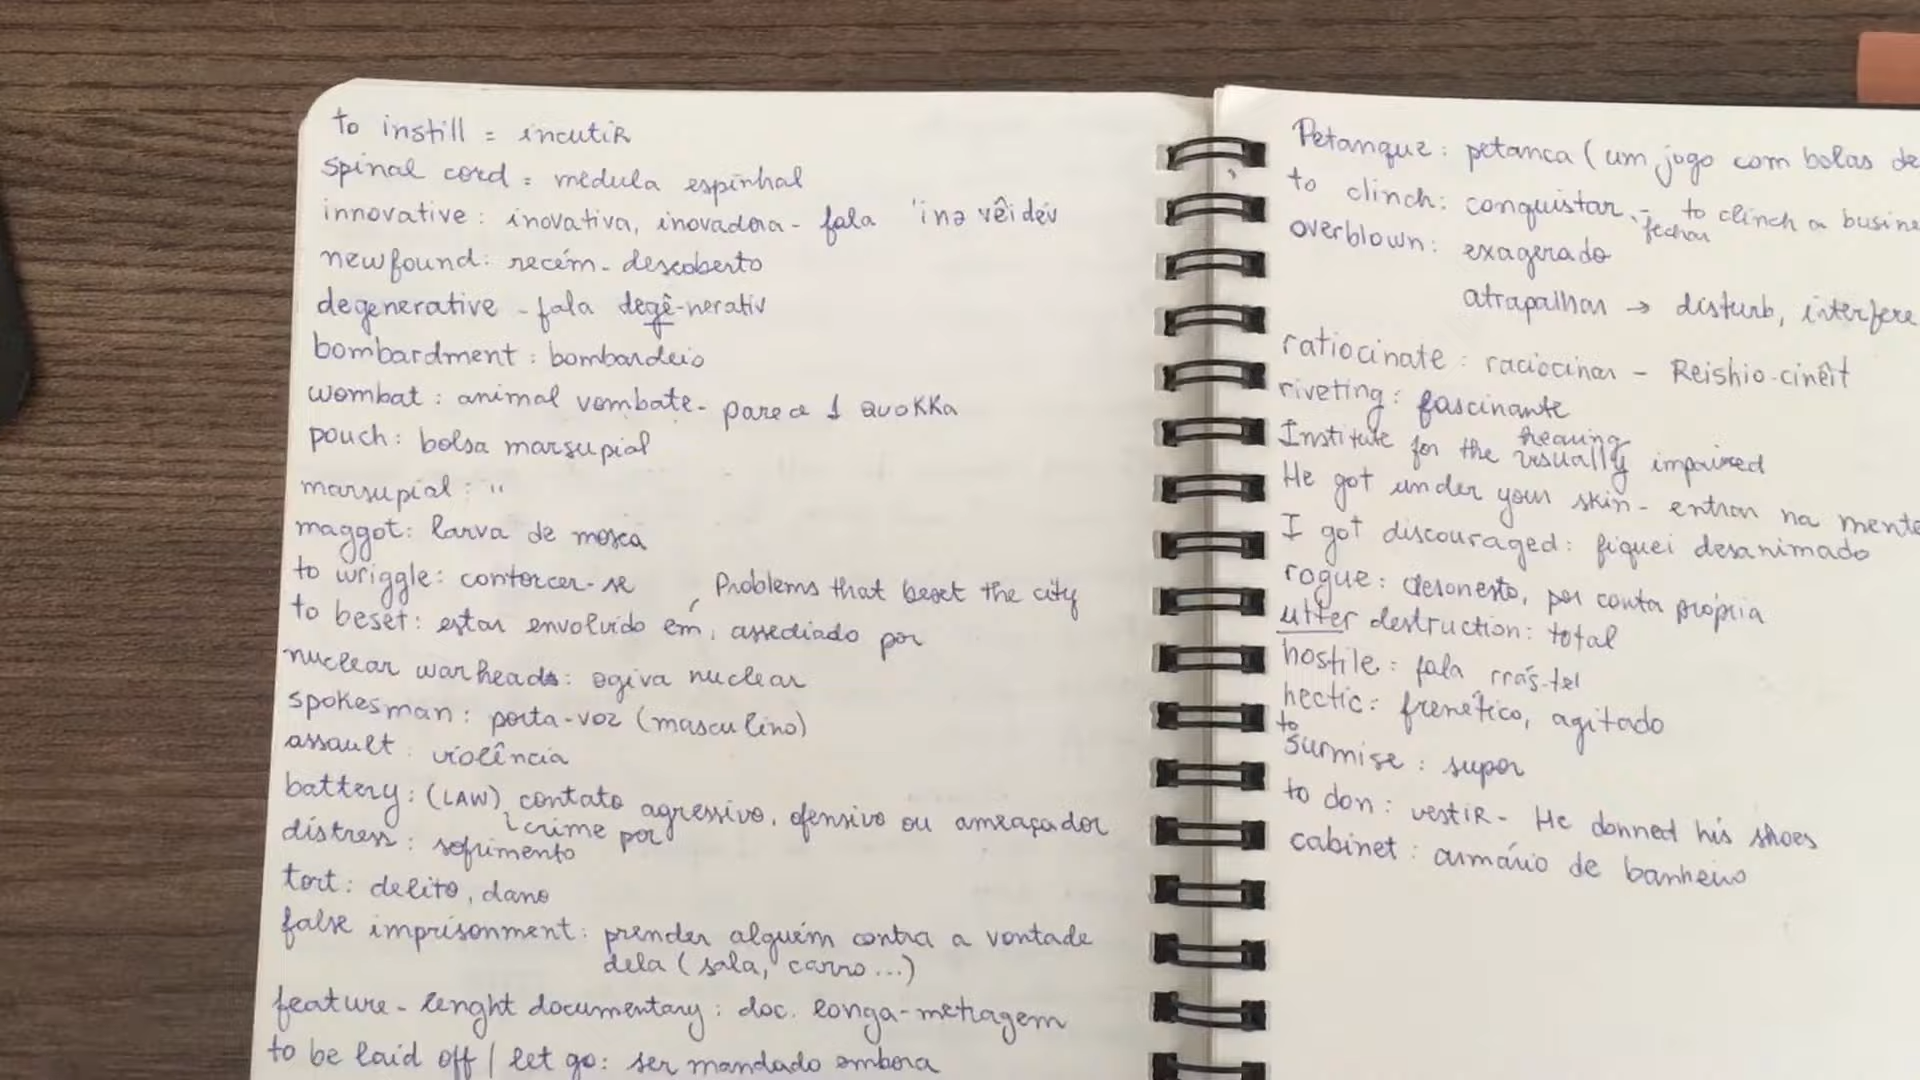 to instill = incutir
spinal cord = medula espinhal
innovative: inovativa, inovadora - fala 'inə vêi dəv
newfound: recém-descoberto
degenerative - fala degê-nerativ
bombardment: bombardeio
wombat: animal vombate - parece 1 quokka
pouch: bolsa marsupial
marsupial: "
maggot: larva de mosca
to wriggle: contorcer-se
Problems that beset the city
to beset: estar envolvido em, assediado por
nuclear warheads: ogiva nuclear
spokesman: porta-voz (masculino)
assault: violência
battery: (LAW) contato agressivo, ofensivo ou ameaçador
crime por
distress: sofrimento
tort: delito, dano
false imprisonment: prender alguém contra a vontade
dela (sala, carro...)
feature-lenght documentary: doc. longa-metragem
to be laid off / let go: ser mandado embora
Petanque: petanca (um jogo com bolas de
to clinch: conquistar, - to clinch a busine
fechar
overblown: exagerado
atrapalhar → disturb, interfere
ratiocinate: raciocinar - Reishio-cinêit
riveting: fascinante
hearing
Institute for the visually impaired
He got under your skin - entrar na mente
I got discouraged: fiquei desanimado
rogue: desonesto, por conta própria
utter destruction: total
hostile: fala rrás-tel
hectic: frenético, agitado
to
surmise: supor
to don: vestir - He donned his shoes
cabinet: armário de banheiro